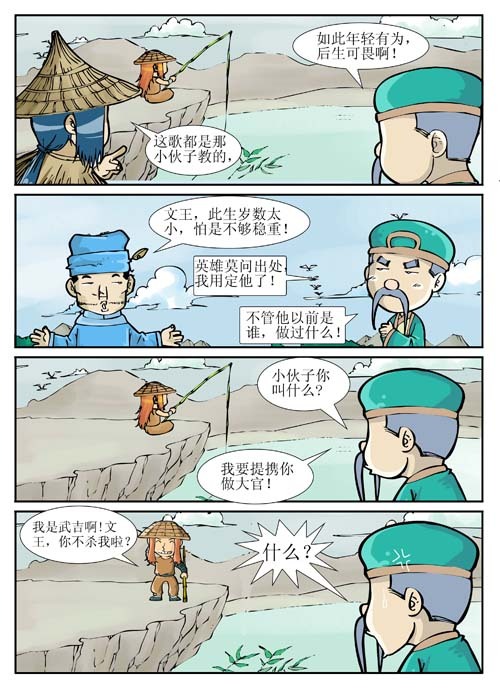 如此年轻有为，
后生可畏啊！
这歌都是那
小伙子教的，
文王，此生岁数太
小，怕是不够稳重！
英雄莫问出处，
我用定他了！
不管他以前是
谁，做过什么！
小伙子你
叫什么？
我要提携你
做大官！
我是武吉啊！文
王，你不杀我啦？
什么？